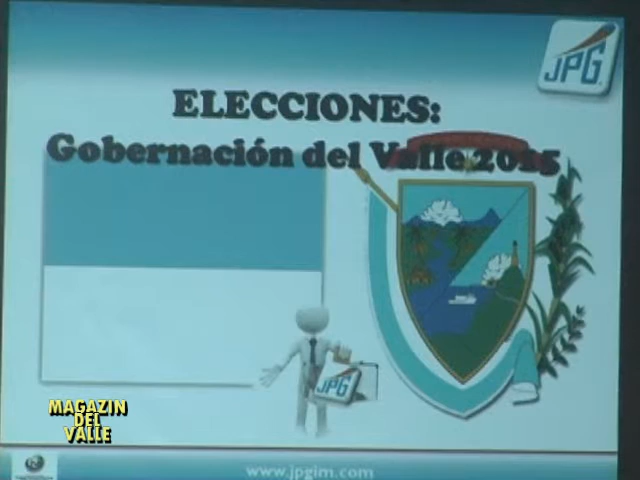 JPG
ELECCIONES:
Gobernación del Valle 2015
JPG
MAGAZIN
DEL
VALLE
www.jpgim.com